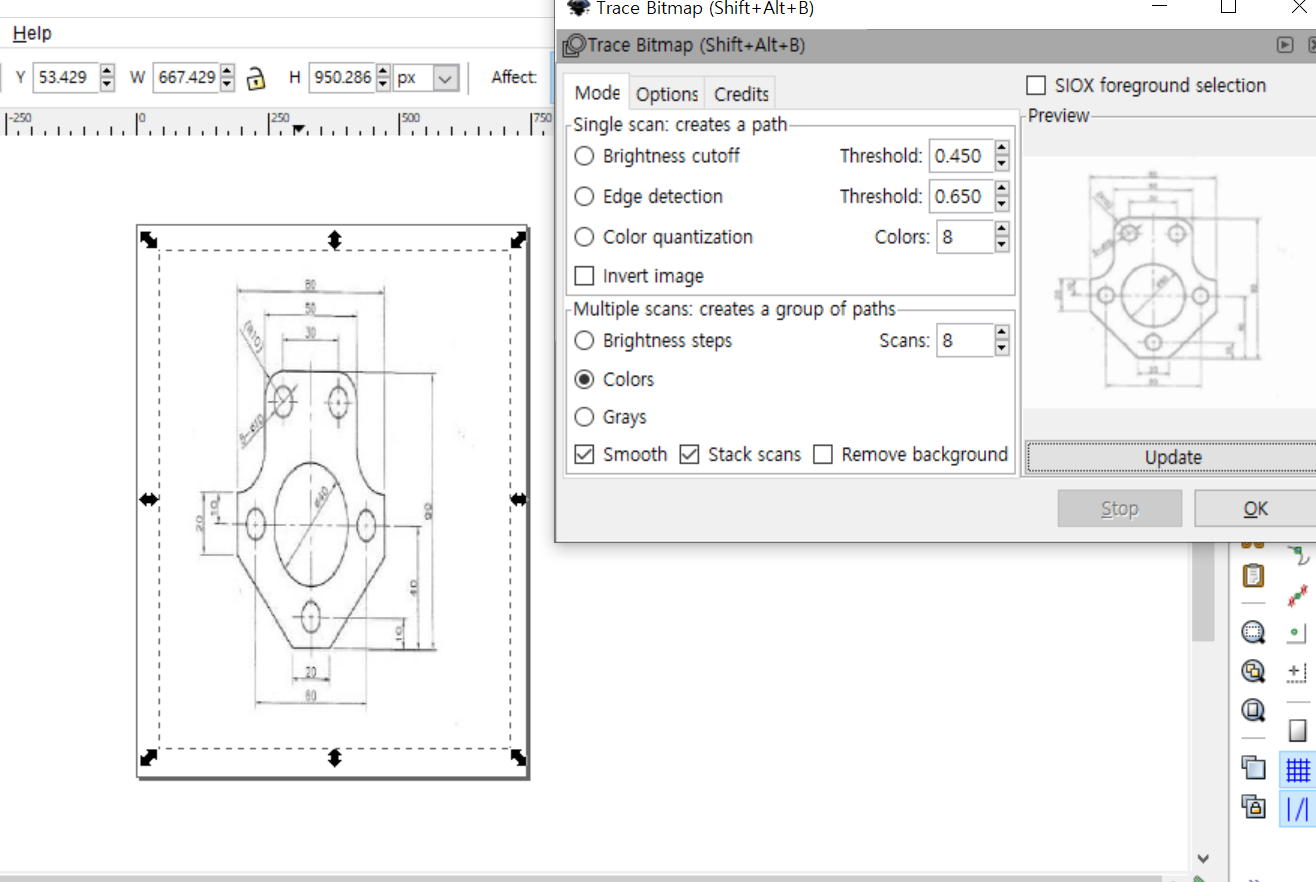 Trace Bitmap (Shift+Alt+B)
Help
Trace Bitmap (Shift+Alt+B)
Y 53.429 W 667.429 H 950.286 px Affect:
Mode Options Credits
SIOX foreground selection
Preview
-250 0 250 500 750
Single scan: creates a path
Brightness cutoff Threshold: 0.450
Edge detection Threshold: 0.650
Color quantization Colors: 8
Invert image
Multiple scans: creates a group of paths
Brightness steps Scans: 8
Colors
Grays
Smooth Stack scans Remove background
Update
Stop OK
80
50
30
(R10)
5-ø10
ø40
20
10
90
40
10
20
60